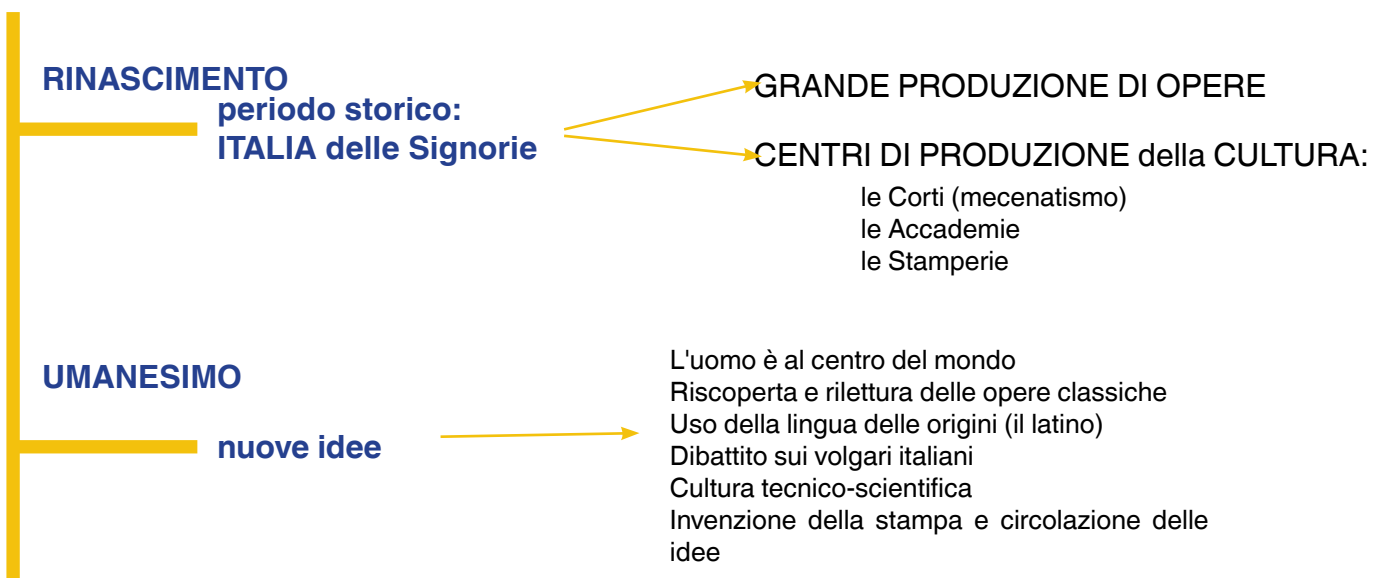 RINASCIMENTO
periodo storico:
ITALIA delle Signorie
GRANDE PRODUZIONE DI OPERE
CENTRI DI PRODUZIONE della CULTURA:
le Corti (mecenatismo)
le Accademie
le Stamperie
UMANESIMO
nuove idee
L'uomo è al centro del mondo
Riscoperta e rilettura delle opere classiche
Uso della lingua delle origini (il latino)
Dibattito sui volgari italiani
Cultura tecnico-scientifica
Invenzione della stampa e circolazione delle
idee